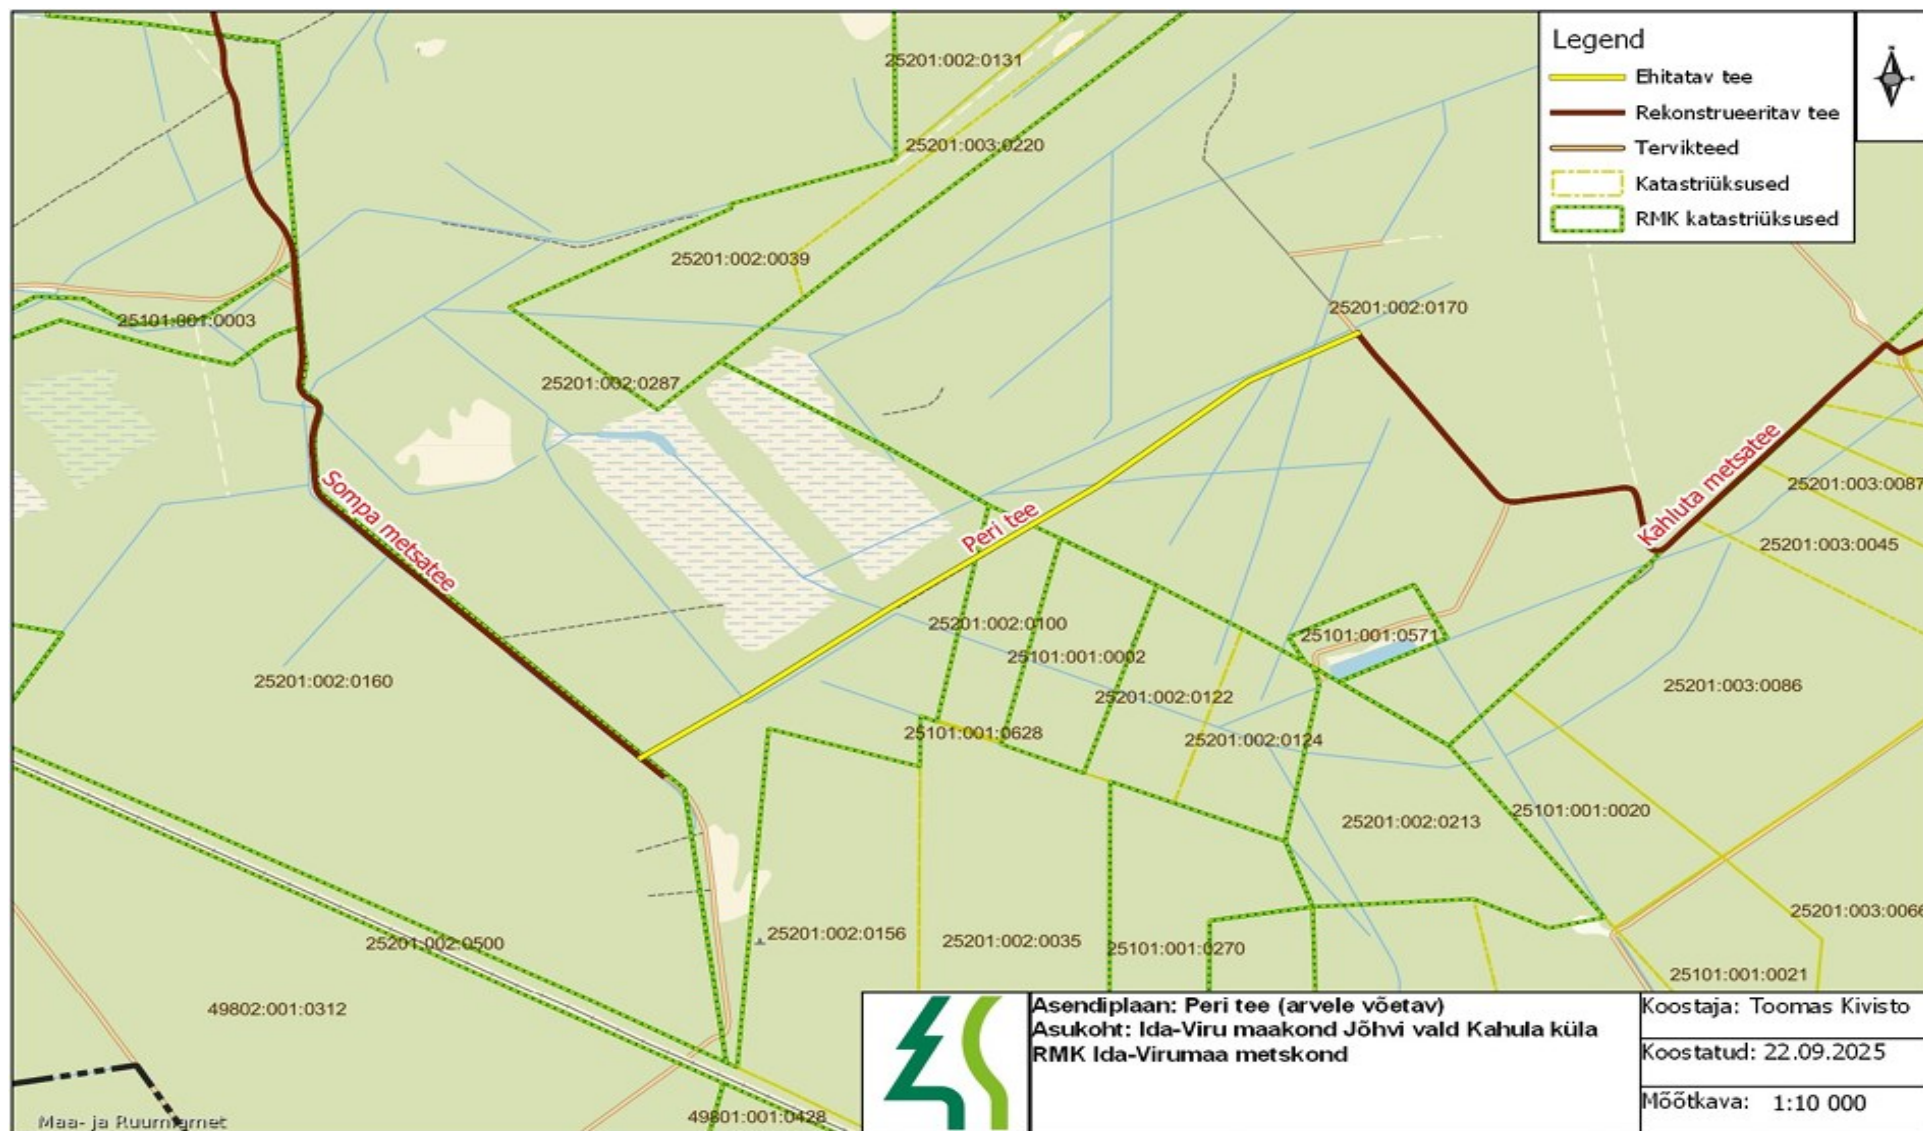 Legend
Ehitatav tee
Rekonstrueeritav tee
Tervikteed
Katastriüksused
RMK katastriüksused
25201:002:0131
25201:003:0220
25201:002:0039
25101:001:0003
25201:002:0170
25201:002:0287
Sompa metsatee
Peri tee
Kahluta metsatee
25201:003:0087
25201:003:0045
25201:002:0100
25101:001:0002
25101:001:0571
25201:002:0160
25201:002:0122
25201:003:0086
25101:001:0628
25201:002:0124
25201:002:0213
25101:001:0020
25201:002:0500
25201:002:0156
25201:002:0035
25101:001:0270
25201:003:0066
25101:001:0021
49802:001:0312
49801:001:0428
Maa- ja Ruumiamet
Asendiplaan: Peri tee (arvele võetav)
Asukoht: Ida-Viru maakond Jõhvi vald Kahula küla
RMK Ida-Virumaa metskond
Koostaja: Toomas Kivisto
Koostatud: 22.09.2025
Mõõtkava: 1:10 000